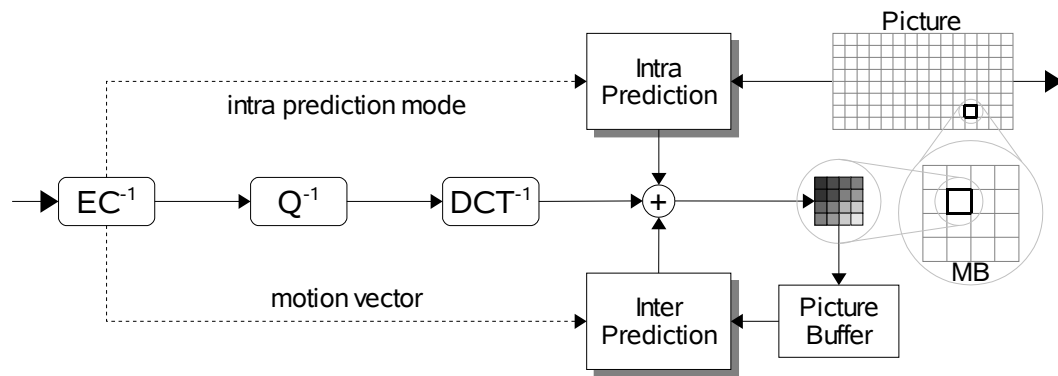 Picture
Intra
Prediction
intra prediction mode
EC⁻¹
Q⁻¹
DCT⁻¹
+
MB
motion vector
Inter
Prediction
Picture
Buffer